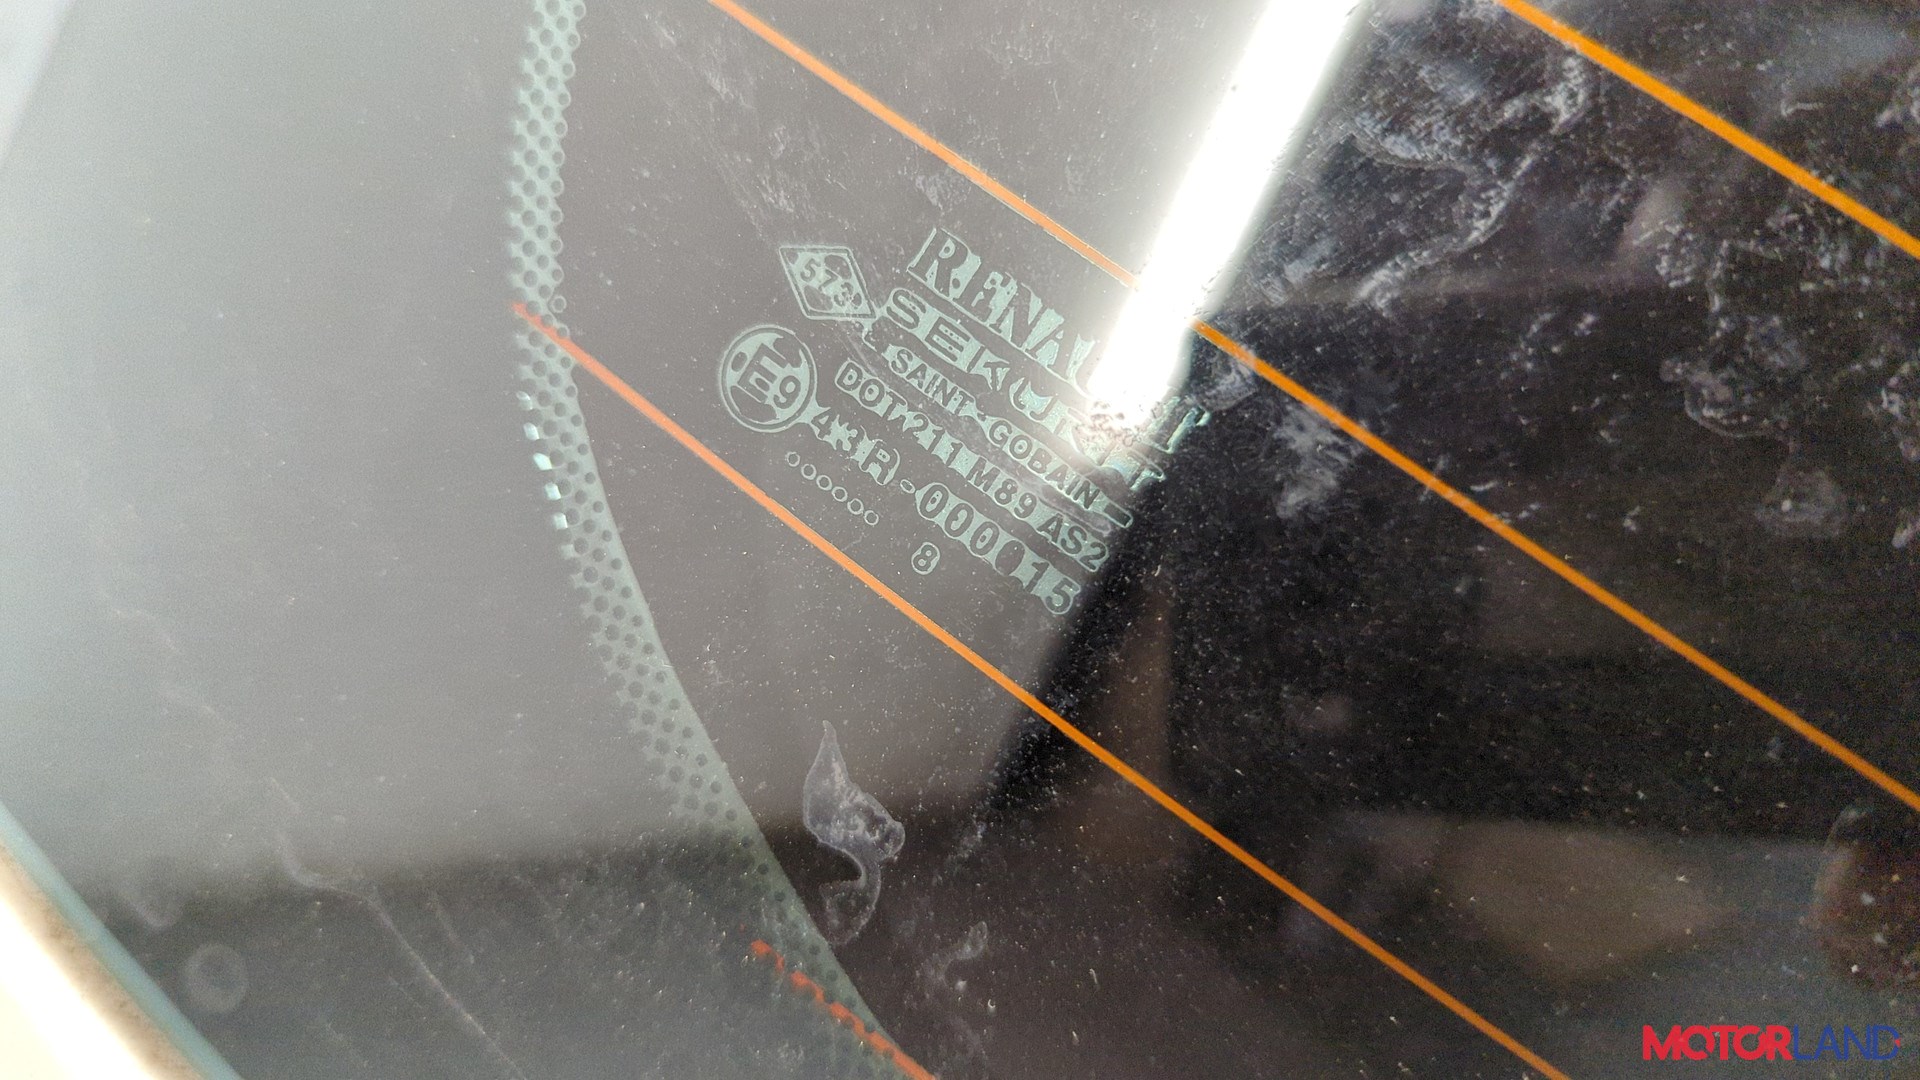 573 RENAULT
SEKURIT
SAINT-GOBAIN
E9 DOT 211 M89 AS2
43R-000015
8
MOTORLAND